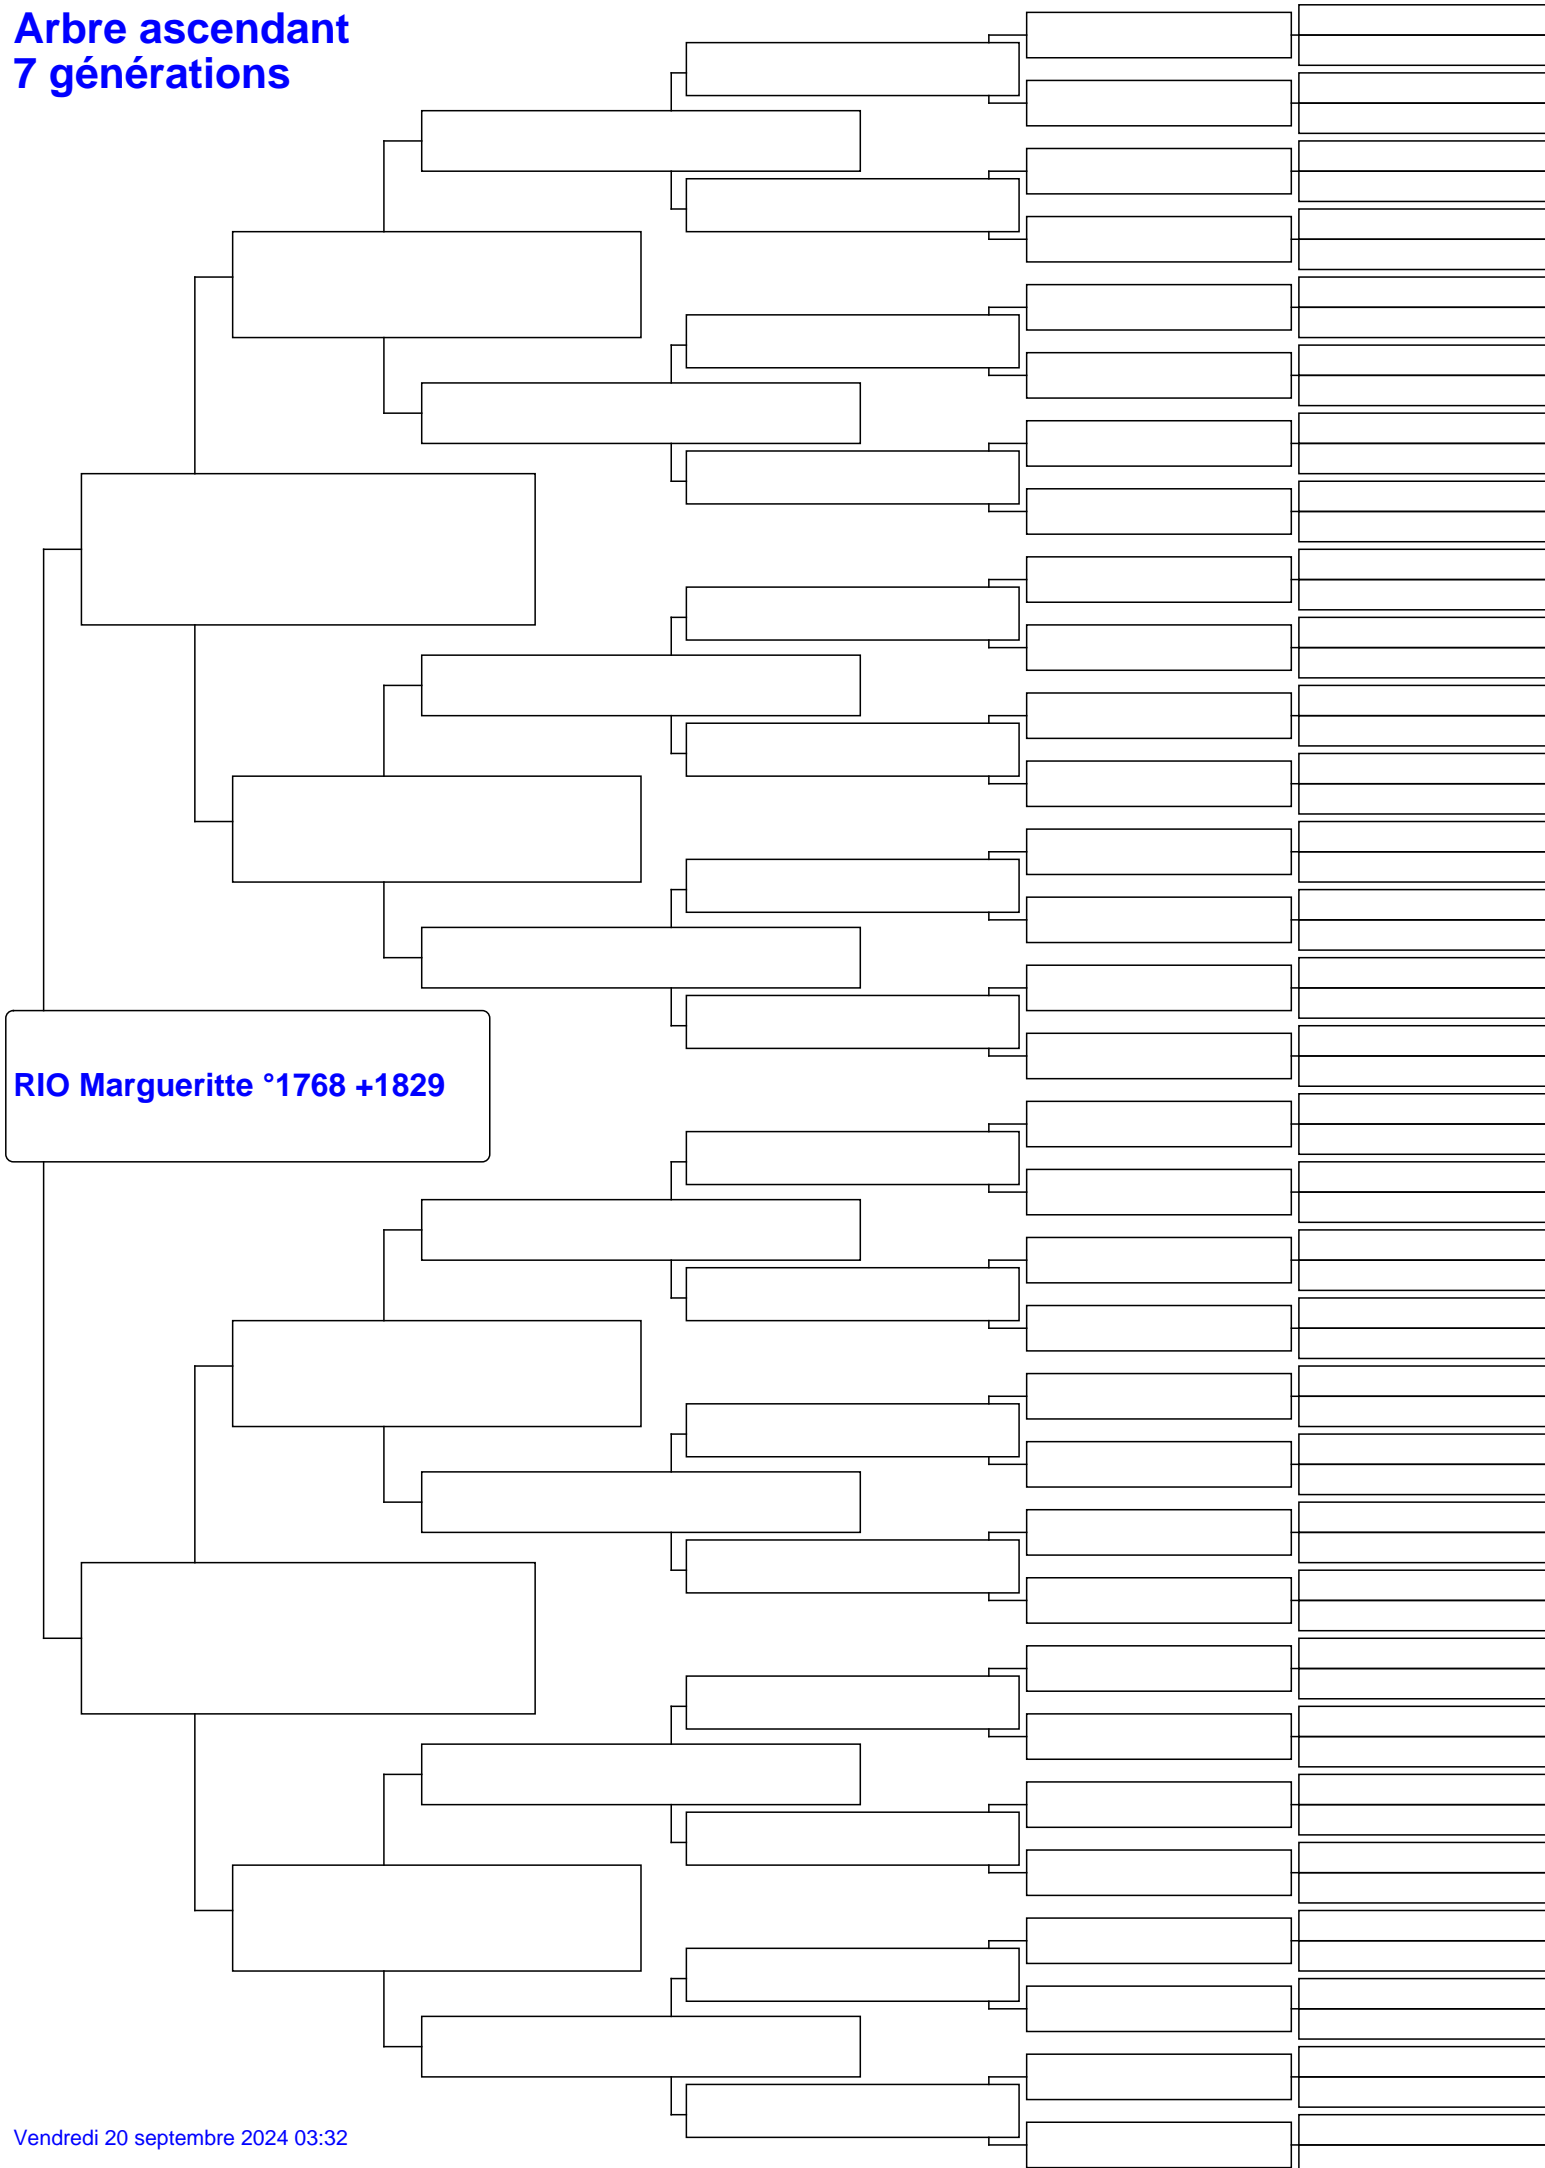 Arbre ascendant
7 générations
RIO Margueritte °1768 +1829
Vendredi 20 septembre 2024 03:32